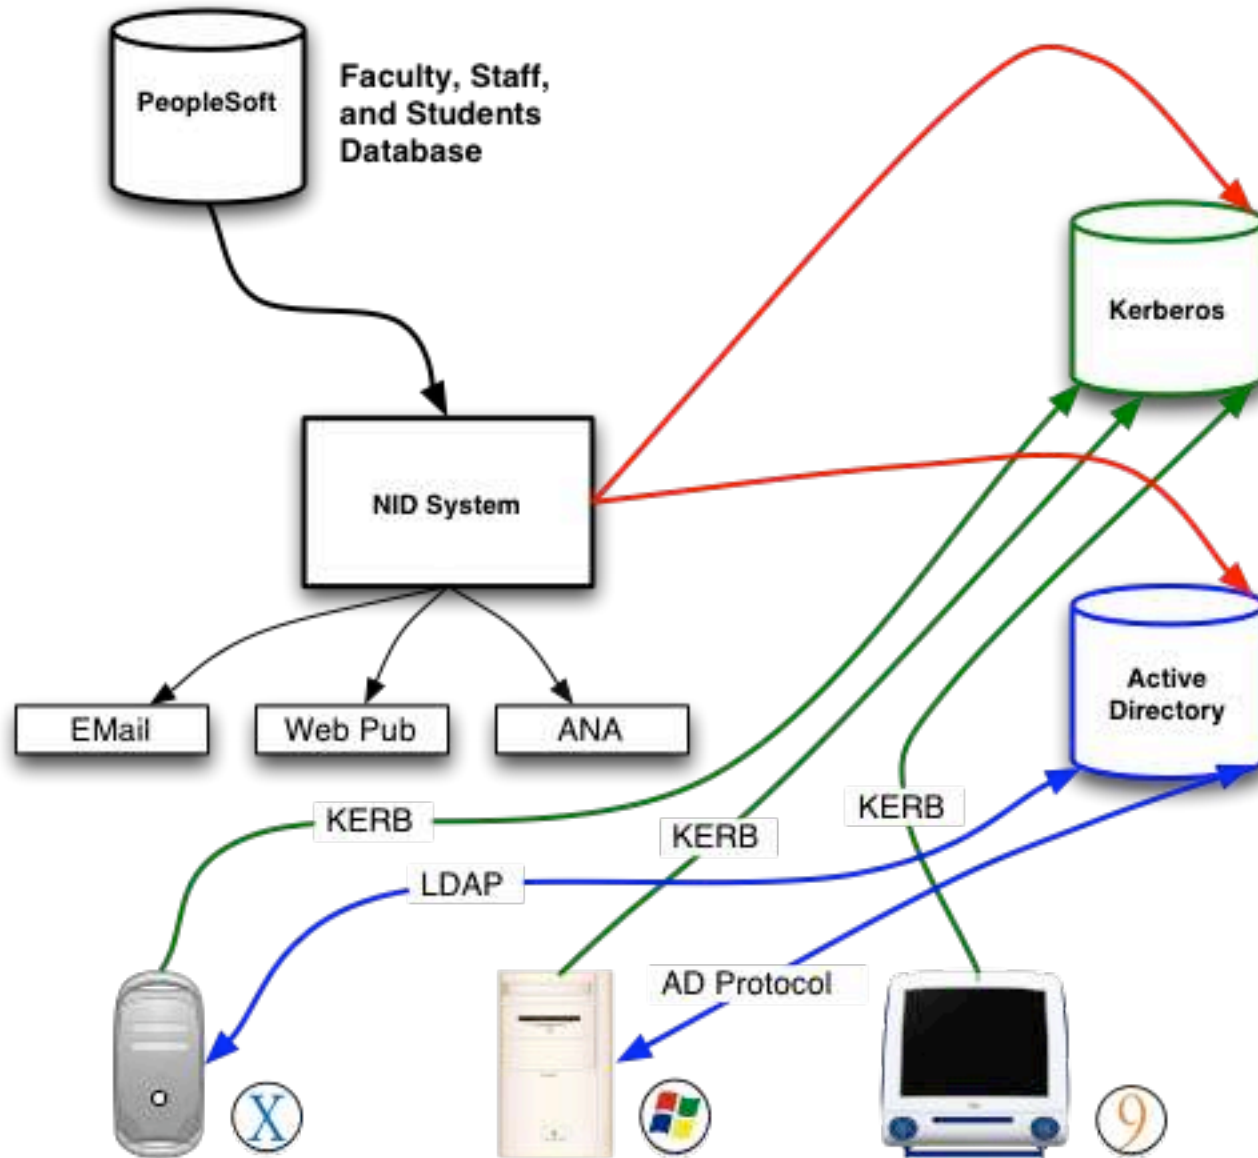 PeopleSoft
Faculty, Staff,
and Students
Database
Kerberos
NID System
Active
Directory
EMail
Web Pub
ANA
KERB
KERB
KERB
LDAP
AD Protocol
X
9